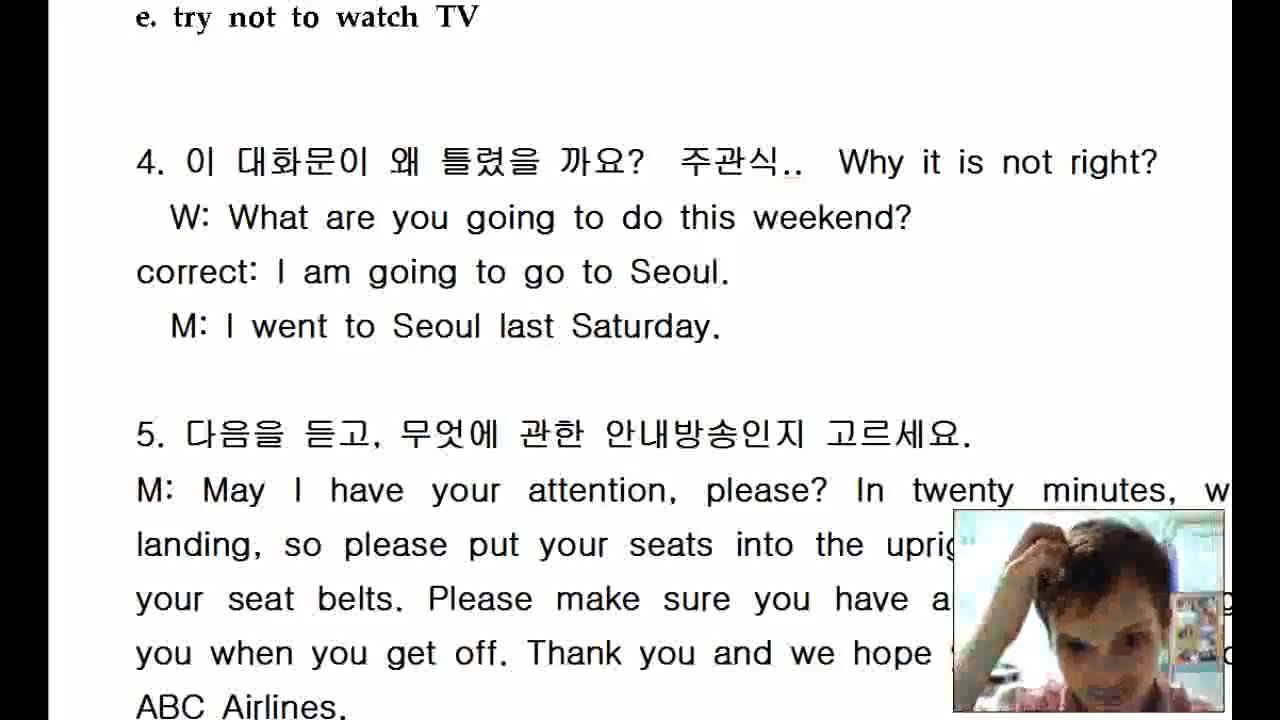 e. try not to watch TV
4. 이 대화문이 왜 틀렸을 까요? 주관식.. Why it is not right?
W: What are you going to do this weekend?
correct: I am going to go to Seoul.
M: I went to Seoul last Saturday.
5. 다음을 듣고, 무엇에 관한 안내방송인지 고르세요.
M: May I have your attention, please? In twenty minutes,
landing, so please put your seats into the
your seat belts. Please make sure you have
you when you get off. Thank you and we hope
ABC Airlines.